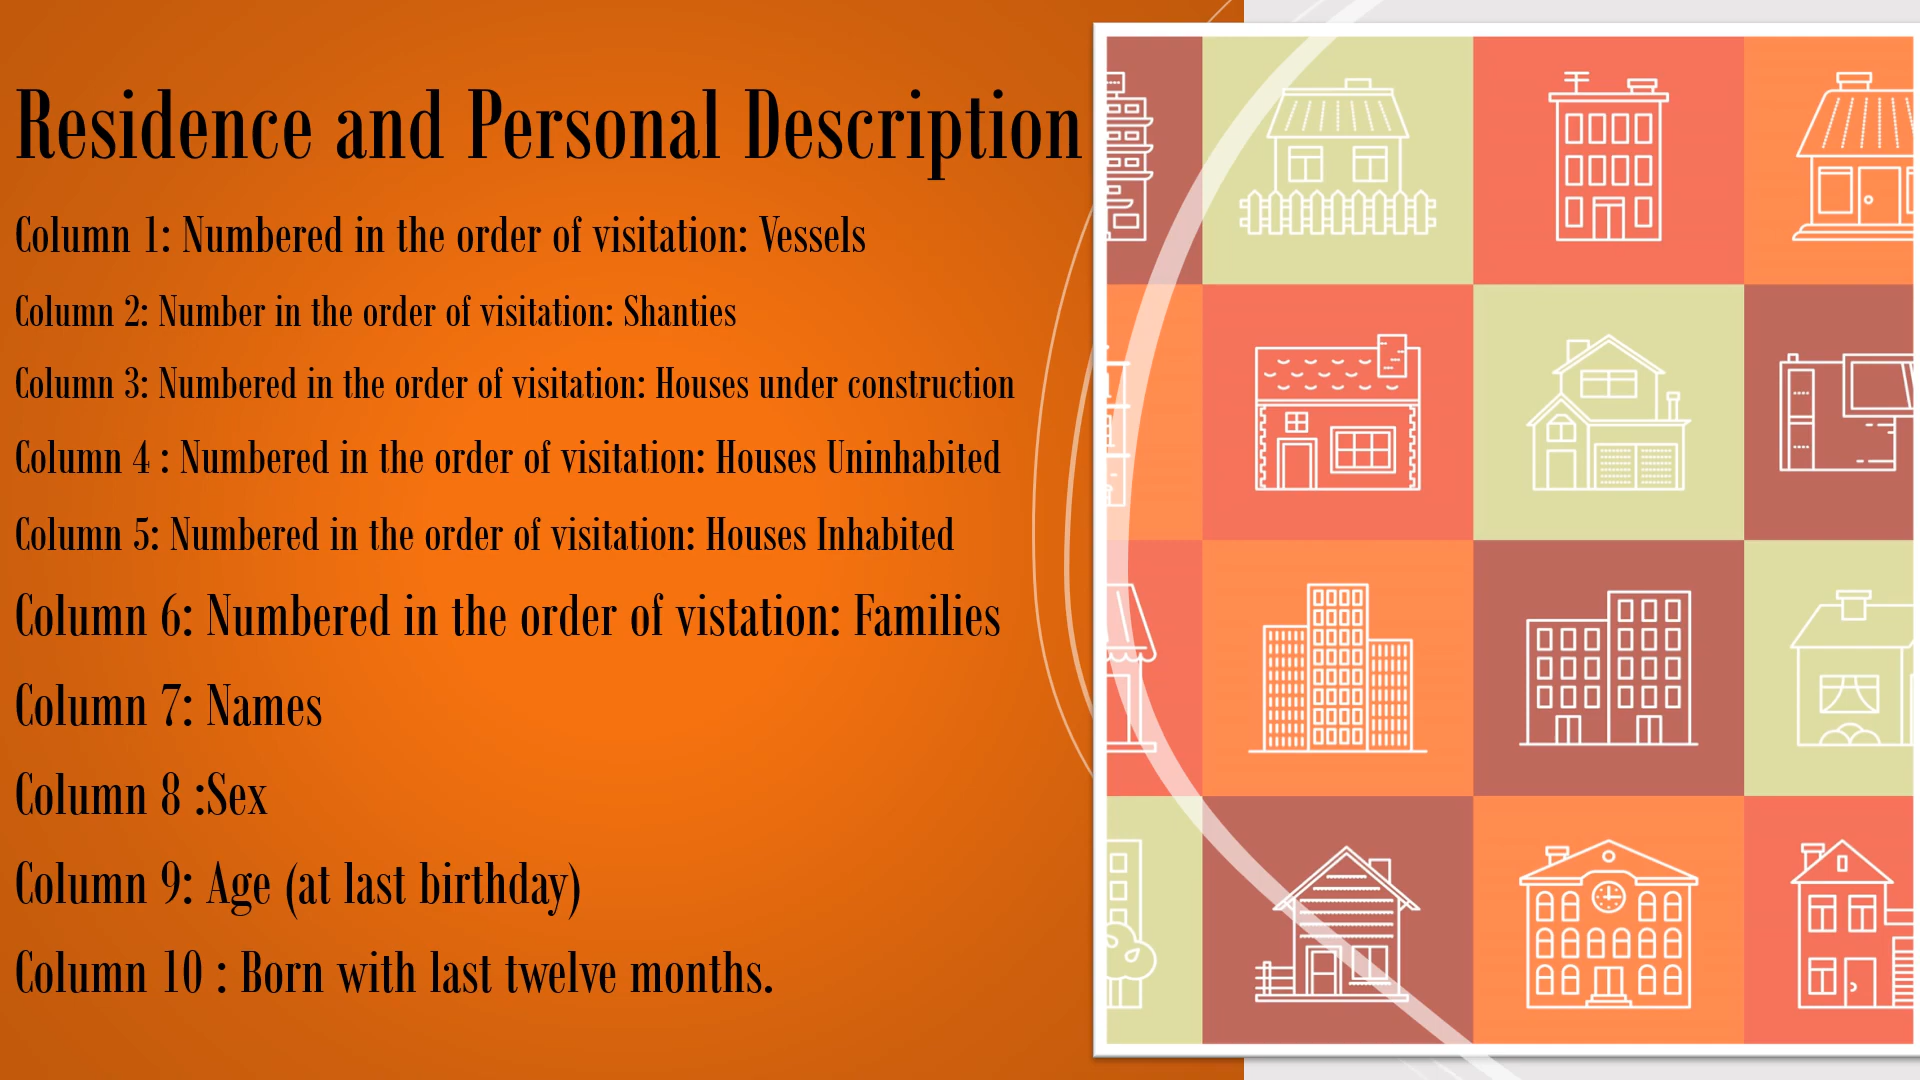 Residence and Personal Description
Column 1: Numbered in the order of visitation: Vessels
Column 2: Number in the order of visitation: Shanties
Column 3: Numbered in the order of visitation: Houses under construction
Column 4 : Numbered in the order of visitation: Houses Uninhabited
Column 5: Numbered in the order of visitation: Houses Inhabited
Column 6: Numbered in the order of vistation: Families
Column 7: Names
Column 8 :Sex
Column 9: Age (at last birthday)
Column 10 : Born with last twelve months.